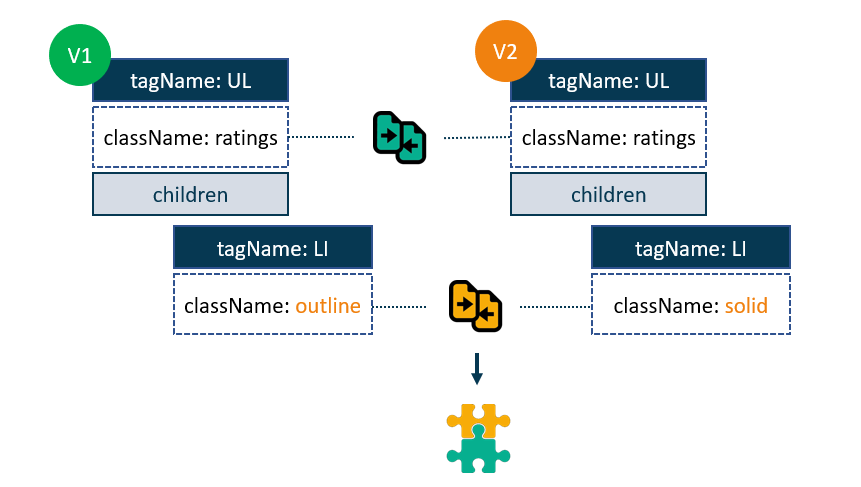 V1
V2
tagName: UL
tagName: UL
className: ratings
className: ratings
children
children
tagName: LI
tagName: LI
className: outline
className: solid